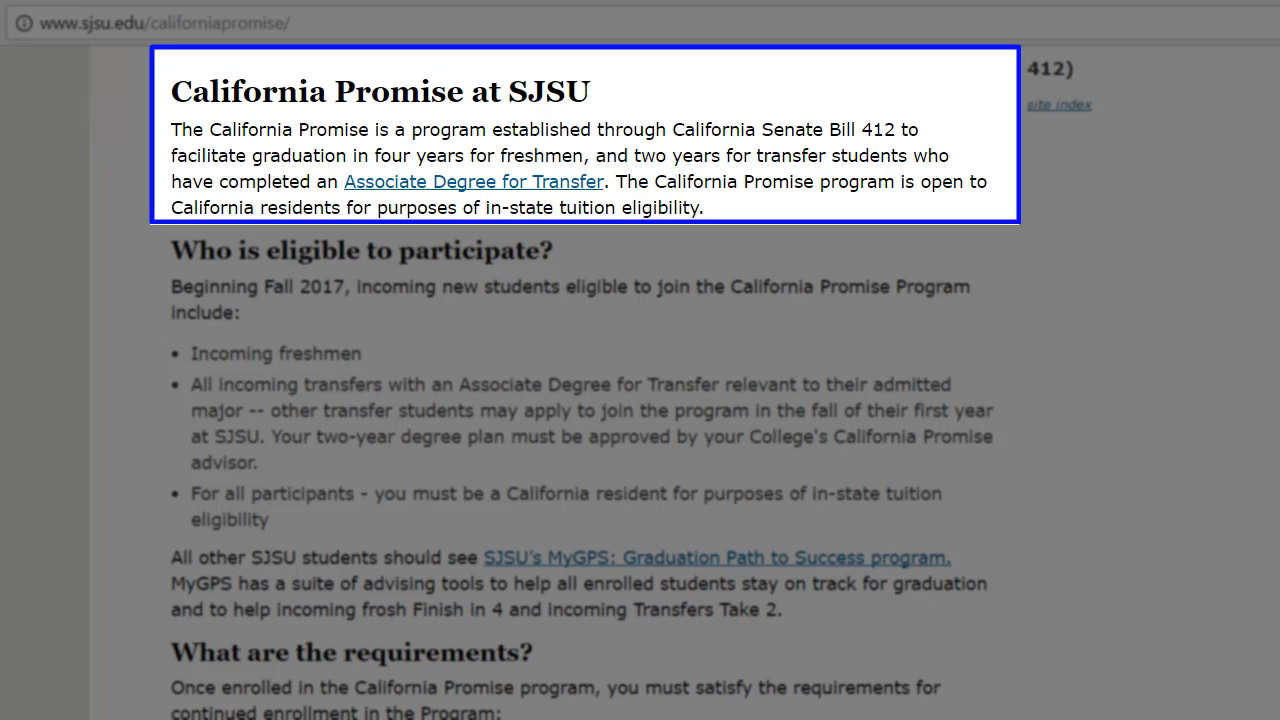 www.sjsu.edu/californiapromise/
412)
site index
California Promise at SJSU
The California Promise is a program established through California Senate Bill 412 to
facilitate graduation in four years for freshmen, and two years for transfer students who
have completed an Associate Degree for Transfer. The California Promise program is open to
California residents for purposes of in-state tuition eligibility.
Who is eligible to participate?
Beginning Fall 2017, incoming new students eligible to join the California Promise Program
include:
• Incoming freshmen
• All incoming transfers with an Associate Degree for Transfer relevant to their admitted
major -- other transfer students may apply to join the program in the fall of their first year
at SJSU. Your two-year degree plan must be approved by your College's California Promise
advisor.
• For all participants - you must be a California resident for purposes of in-state tuition
eligibility
All other SJSU students should see SJSU's MyGPS: Graduation Path to Success program.
MyGPS has a suite of advising tools to help all enrolled students stay on track for graduation
and to help incoming frosh Finish in 4 and incoming Transfers Take 2.
What are the requirements?
Once enrolled in the California Promise program, you must satisfy the requirements for
continued enrollment in the Program: